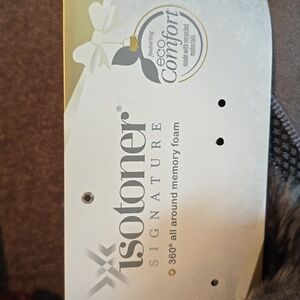 featuring
eco
Comfort
made with recycled
materials
isotoner®
SIGNATURE
360° all around memory foam